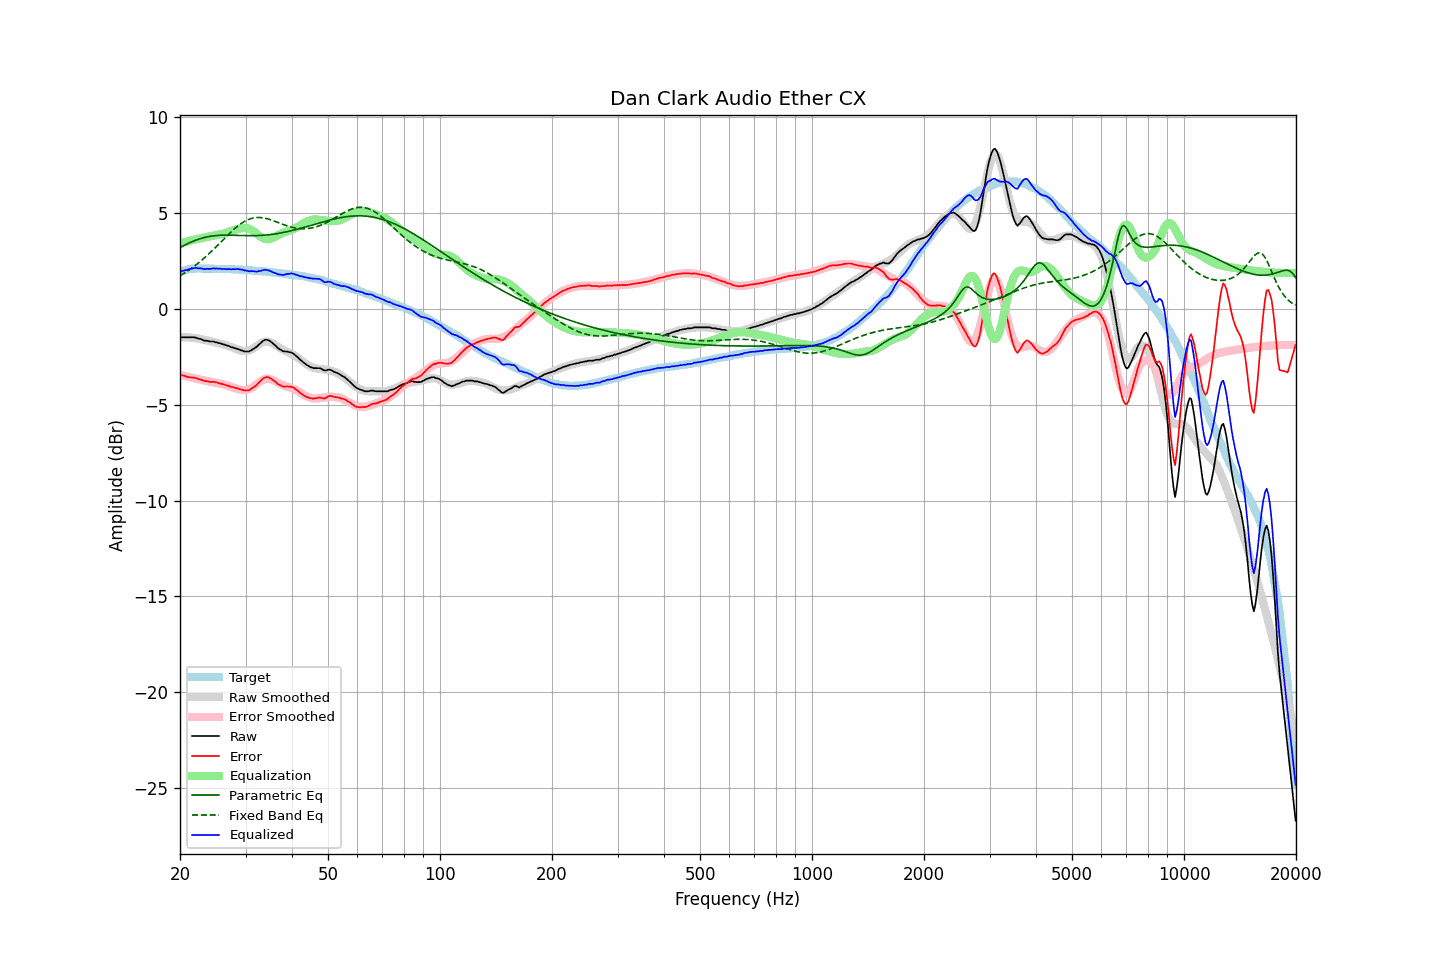 Dan Clark Audio Ether CX
10
5
0
−5
−10
−15
−20
−25
Amplitude (dBr)
Target
Raw Smoothed
Error Smoothed
Raw
Error
Equalization
Parametric Eq
Fixed Band Eq
Equalized
20 50 100 200 500 1000 2000 5000 10000 20000
Frequency (Hz)